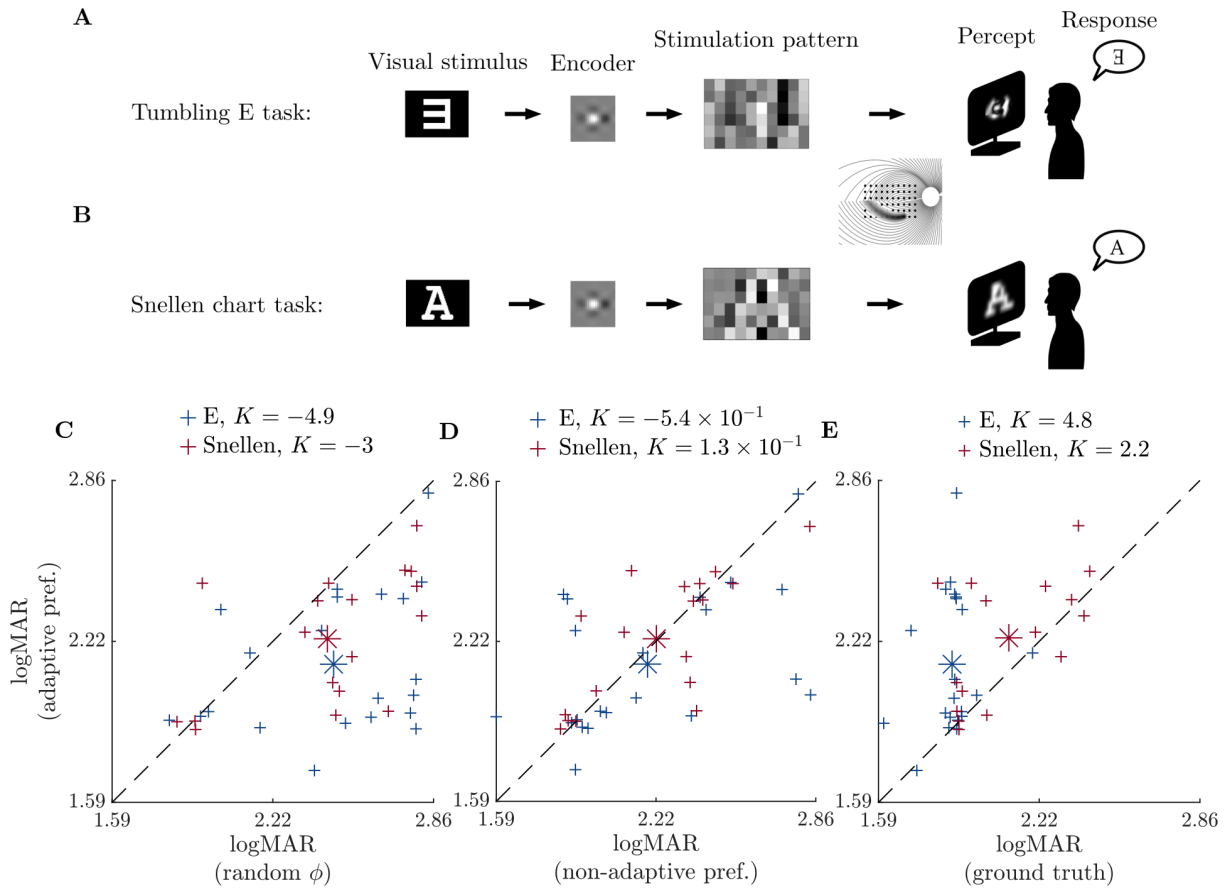 A
Response
Visual stimulus
Encoder
Stimulation pattern
Percept
Tumbling E task:
Ǝ
Ǝ
B
Snellen chart task:
A
A
A
C
E, K = −4.9
Snellen, K = −3
D
E, K = −5.4 × 10⁻¹
Snellen, K = 1.3 × 10⁻¹
E
E, K = 4.8
Snellen, K = 2.2
2.86
2.22
1.59
logMAR
(adaptive pref.)
1.59
2.22
2.86
logMAR
(random ϕ)
2.86
2.22
1.59
1.59
2.22
2.86
logMAR
(non-adaptive pref.)
2.86
2.22
1.59
1.59
2.22
2.86
logMAR
(ground truth)